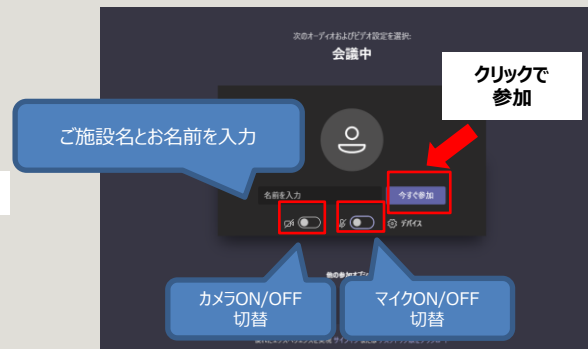 次のオーディオおよびビデオ設定を選択:
会議中
クリックで
参加
ご施設名とお名前を入力
名前を入力
今すぐ参加
デバイス
カメラON/OFF
切替
マイクON/OFF
切替